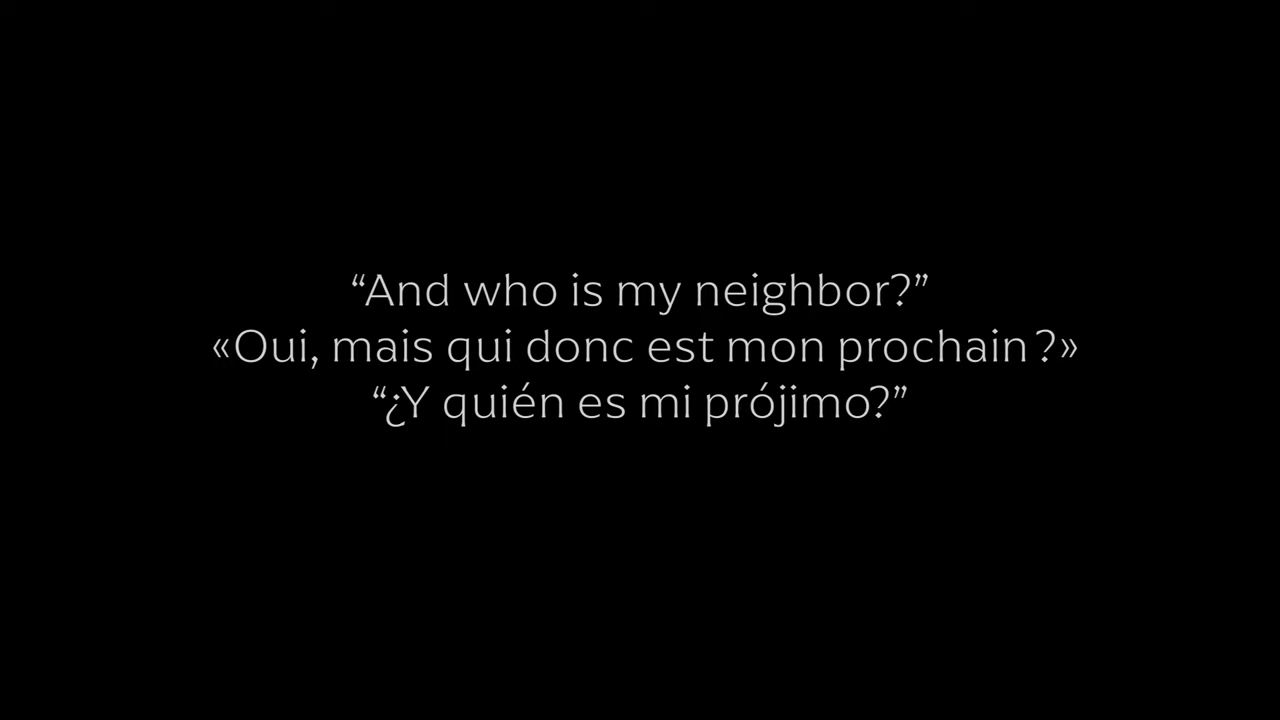 “And who is my neighbor?”
«Oui, mais qui donc est mon prochain ?»
“¿Y quién es mi prójimo?”